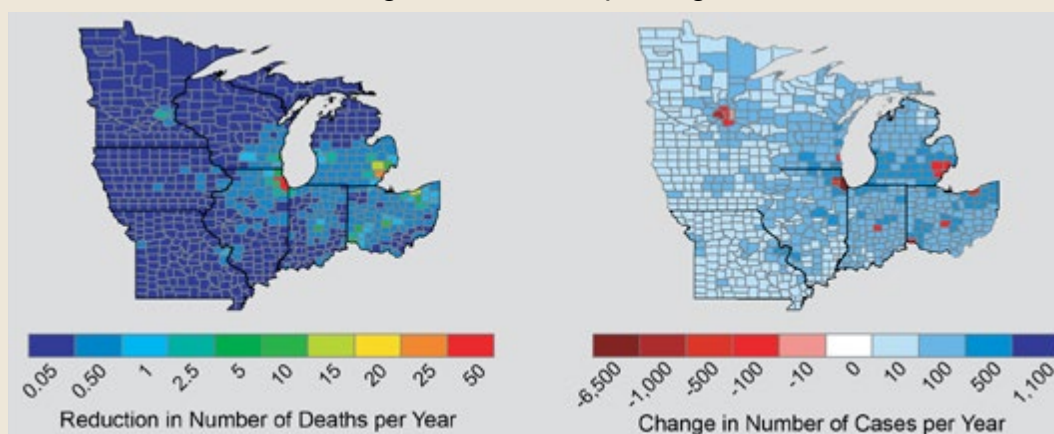 0.05 0.50 1 2.5 5 10 15 20 25 50
Reduction in Number of Deaths per Year
-6,500 -1,000 -500 -100 -10 0 10 100 500 1,100
Change in Number of Cases per Year